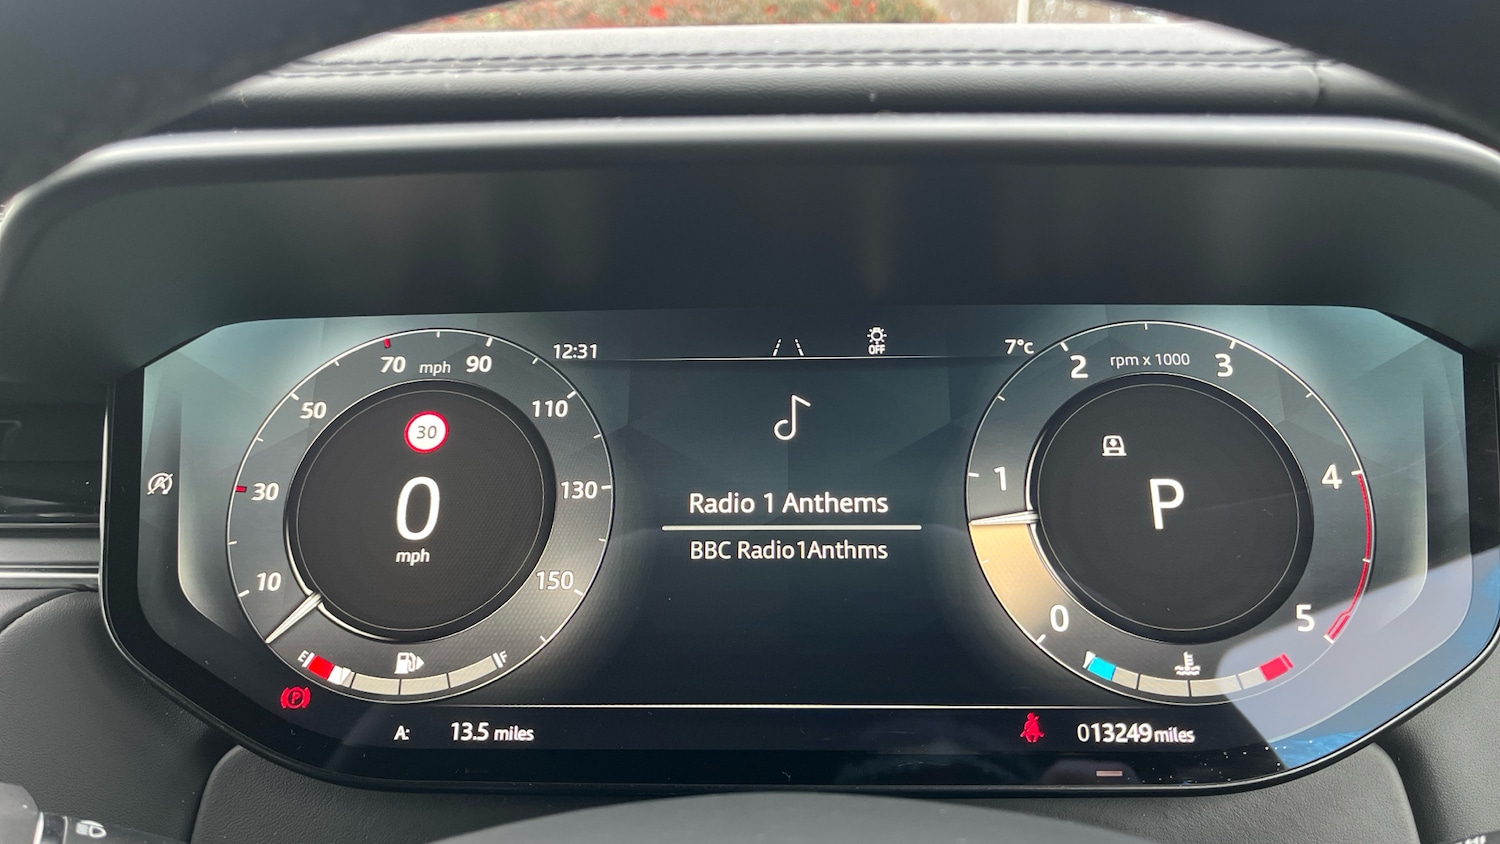 12:31
OFF
7°c
10
30
50
70
mph
90
110
130
150
30
0
mph
Radio 1 Anthems
BBC Radio1Anthms
rpm x 1000
0
1
2
3
4
5
P
E
F
P
A: 13.5 miles
013249 miles